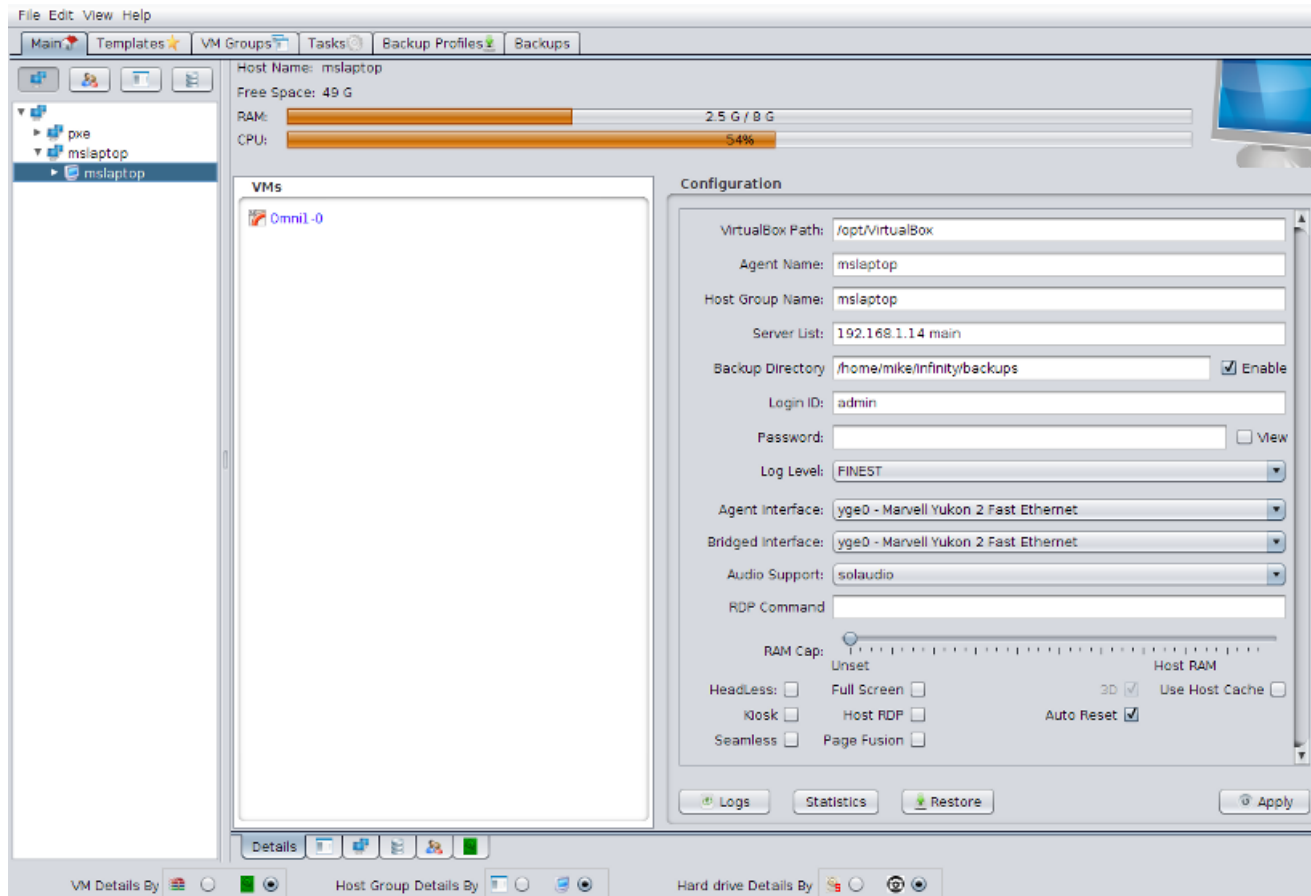 File Edit View Help
Main Templates VM Groups Tasks Backup Profiles Backups
Host Name: mslaptop
Free Space: 49 G
RAM: 2.5 G / 8 G
CPU: 54%
pxe
mslaptop
mslaptop
VMs
Omni1-0
Configuration
VirtualBox Path: /opt/VirtualBox
Agent Name: mslaptop
Host Group Name: mslaptop
Server List: 192.168.1.14 main
Backup Directory /home/mike/Infinity/backups Enable
Login ID: admin
Password: View
Log Level: FINEST
Agent Interface: yge0 - Marvell Yukon 2 Fast Ethernet
Bridged Interface: yge0 - Marvell Yukon 2 Fast Ethernet
Audio Support: solaudio
RDP Command
RAM Cap:
Unset Host RAM
HeadLess: Full Screen 3D Use Host Cache
Kiosk Host RDP Auto Reset
Seamless Page Fusion
Logs Statistics Restore Apply
Details
VM Details By Host Group Details By Hard drive Details By